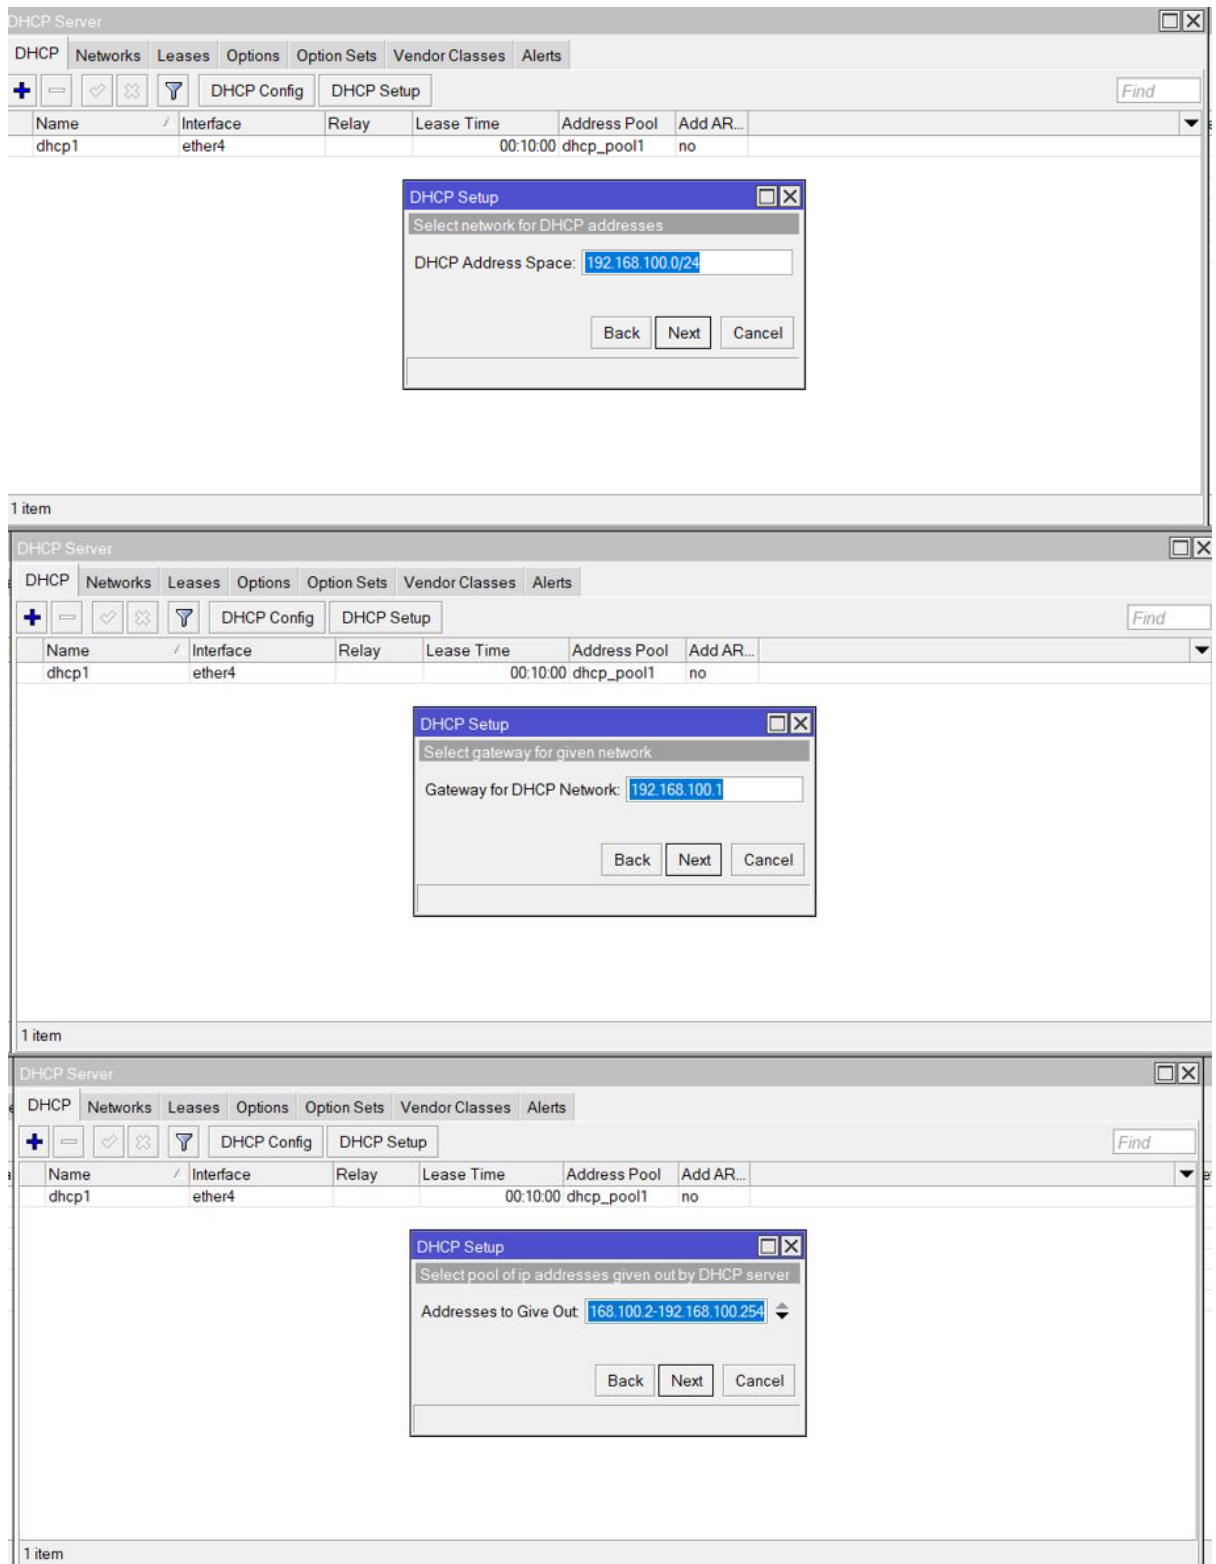 DHCP Server
DHCP Networks Leases Options Option Sets Vendor Classes Alerts
DHCP Config DHCP Setup Find
Name Interface Relay Lease Time Address Pool Add AR...
dhcp1 ether4 00:10:00 dhcp_pool1 no
DHCP Setup
Select network for DHCP addresses
DHCP Address Space: 192.168.100.0/24
Back Next Cancel
1 item
DHCP Server
DHCP Networks Leases Options Option Sets Vendor Classes Alerts
DHCP Config DHCP Setup Find
Name Interface Relay Lease Time Address Pool Add AR...
dhcp1 ether4 00:10:00 dhcp_pool1 no
DHCP Setup
Select gateway for given network
Gateway for DHCP Network: 192.168.100.1
Back Next Cancel
1 item
DHCP Server
DHCP Networks Leases Options Option Sets Vendor Classes Alerts
DHCP Config DHCP Setup Find
Name Interface Relay Lease Time Address Pool Add AR...
dhcp1 ether4 00:10:00 dhcp_pool1 no
DHCP Setup
Select pool of ip addresses given out by DHCP server
Addresses to Give Out: 168.100.2-192.168.100.254
Back Next Cancel
1 item